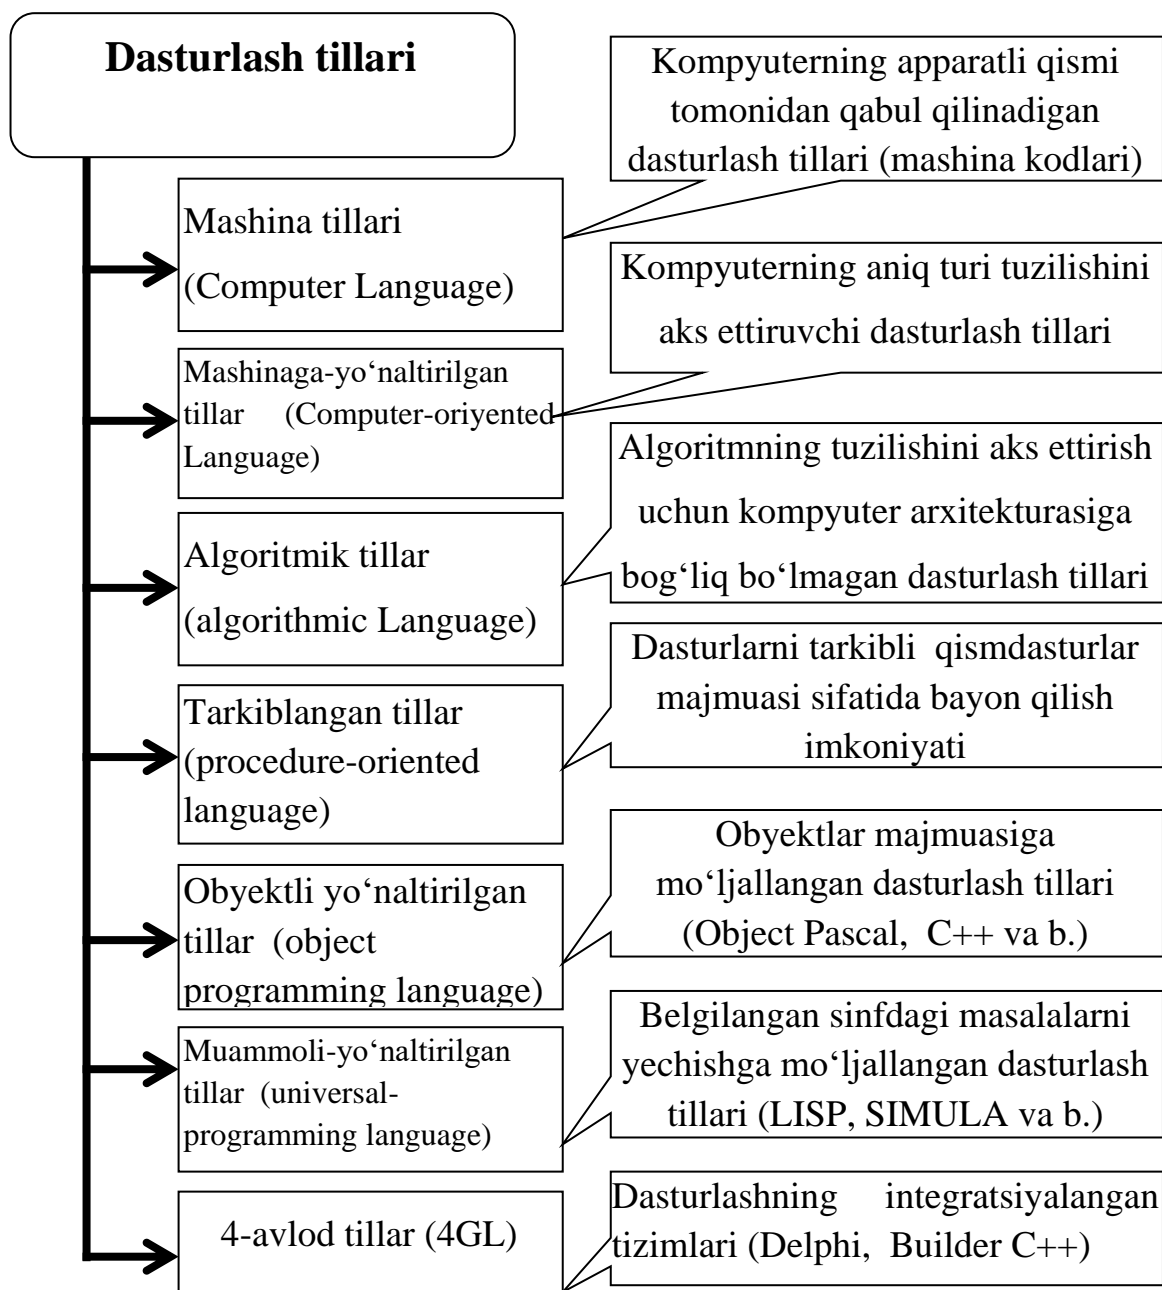 Dasturlash tillari
Kompyuterning apparatli qismi
tomonidan qabul qilinadigan
dasturlash tillari (mashina kodlari)
Mashina tillari
(Computer Language)
Kompyuterning aniq turi tuzilishini
aks ettiruvchi dasturlash tillari
Mashinaga-yo‘naltirilgan
tillar (Computer-oriyented
Language)
Algoritmning tuzilishini aks ettirish
uchun kompyuter arxitekturasiga
bog‘liq bo‘lmagan dasturlash tillari
Algoritmik tillar
(algorithmic Language)
Dasturlarni tarkibli qismdasturlar
majmuasi sifatida bayon qilish
imkoniyati
Tarkiblangan tillar
(procedure-oriented
language)
Obyektlar majmuasiga
mo‘ljallangan dasturlash tillari
(Object Pascal, C++ va b.)
Obyektli yo‘naltirilgan
tillar (object
programming language)
Belgilangan sinfdagi masalalarni
yechishga mo‘ljallangan dasturlash
tillari (LISP, SIMULA va b.)
Muammoli-yo‘naltirilgan
tillar (universal-
programming language)
Dasturlashning integratsiyalangan
tizimlari (Delphi, Builder C++)
4-avlod tillar (4GL)